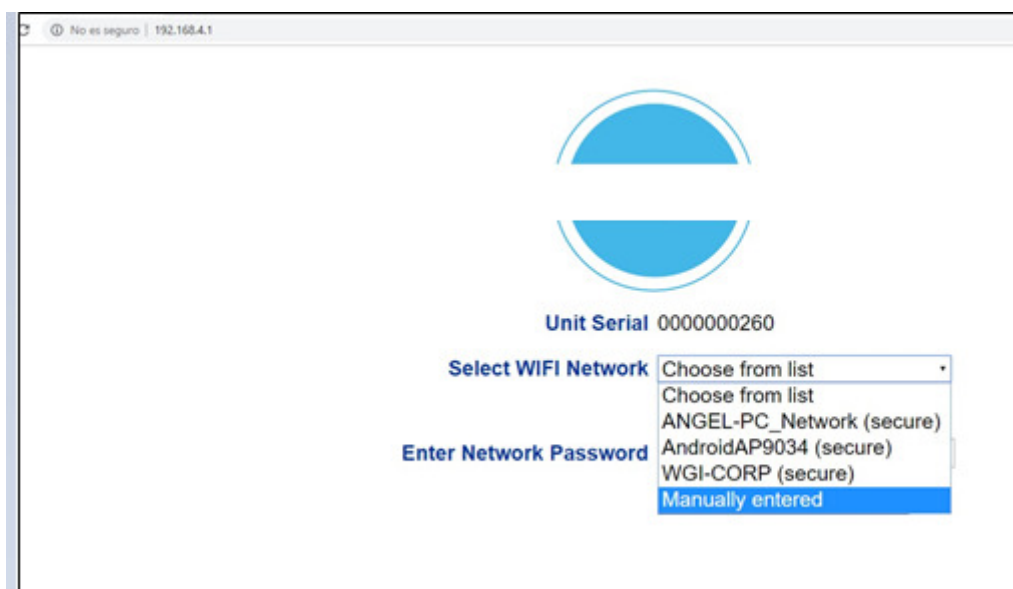 No es seguro | 192.168.4.1
Unit Serial 0000000260
Select WIFI Network Choose from list
Choose from list
ANGEL-PC_Network (secure)
Enter Network Password AndroidAP9034 (secure)
WGI-CORP (secure)
Manually entered